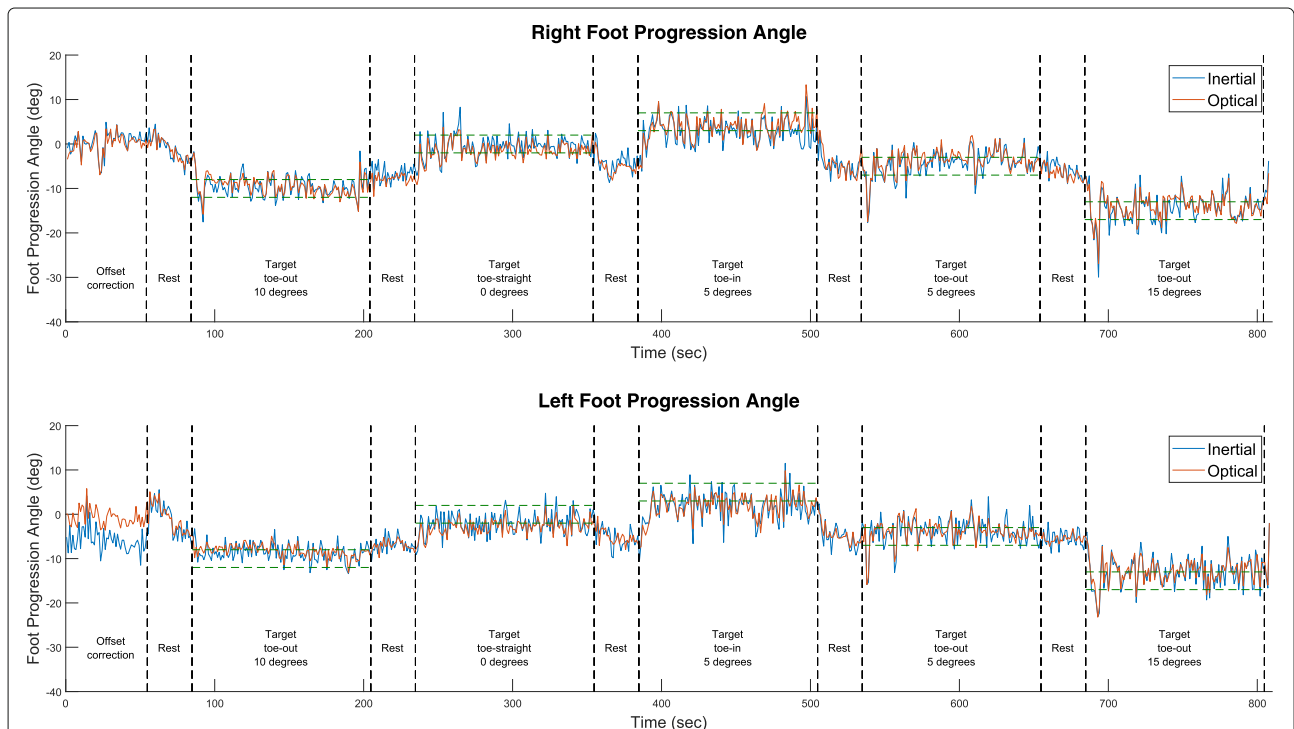 Right Foot Progression Angle
Foot Progression Angle (deg)
20
10
0
-10
-20
-30
-40
Inertial
Optical
Offset
correction
Rest
Target
toe-out
10 degrees
Rest
Target
toe-straight
0 degrees
Rest
Target
toe-in
5 degrees
Rest
Target
toe-out
5 degrees
Rest
Target
toe-out
15 degrees
0 100 200 300 400 500 600 700 800
Time (sec)
Left Foot Progression Angle
Foot Progression Angle (deg)
20
10
0
-10
-20
-30
-40
Inertial
Optical
Offset
correction
Rest
Target
toe-out
10 degrees
Rest
Target
toe-straight
0 degrees
Rest
Target
toe-in
5 degrees
Rest
Target
toe-out
5 degrees
Rest
Target
toe-out
15 degrees
0 100 200 300 400 500 600 700 800
Time (sec)